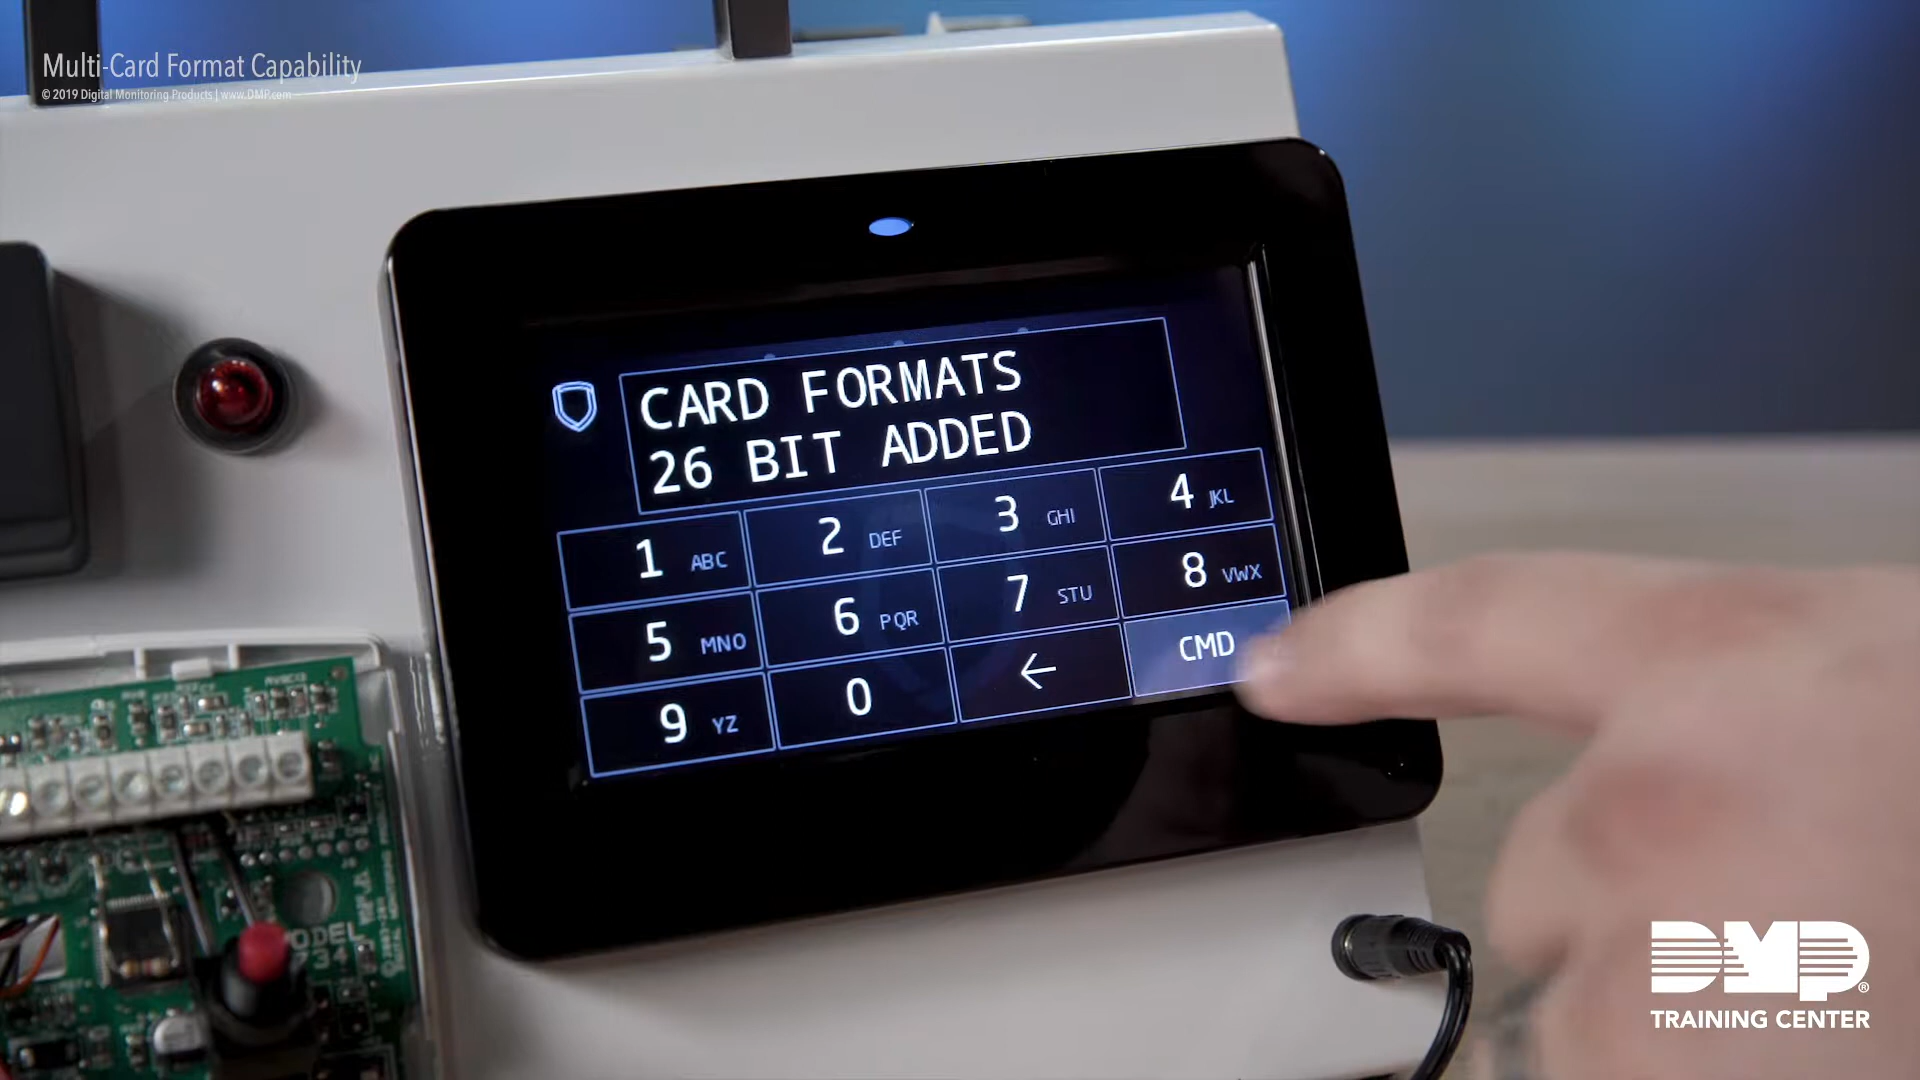 Multi-Card Format Capability
© 2019 Digital Monitoring Products | www.DMP.com
CARD FORMATS
26 BIT ADDED
1 ABC
2 DEF
3 GHI
4 JKL
5 MNO
6 PQR
7 STU
8 VWX
9 YZ
0
←
CMD
MODEL
DMP®
TRAINING CENTER